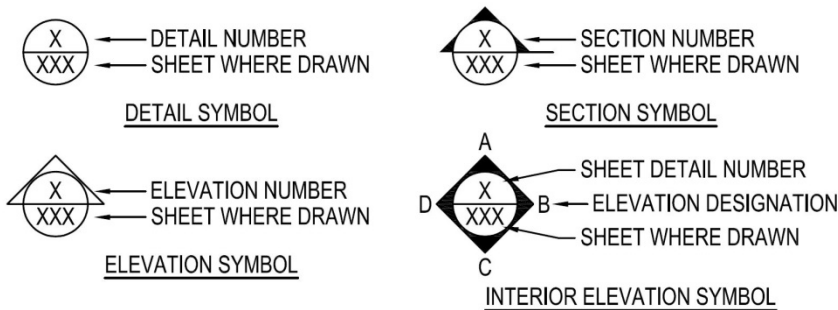 X
DETAIL NUMBER
XXX
SHEET WHERE DRAWN
DETAIL SYMBOL
X
SECTION NUMBER
XXX
SHEET WHERE DRAWN
SECTION SYMBOL
X
ELEVATION NUMBER
XXX
SHEET WHERE DRAWN
ELEVATION SYMBOL
A
SHEET DETAIL NUMBER
X
D
B
ELEVATION DESIGNATION
XXX
SHEET WHERE DRAWN
C
INTERIOR ELEVATION SYMBOL